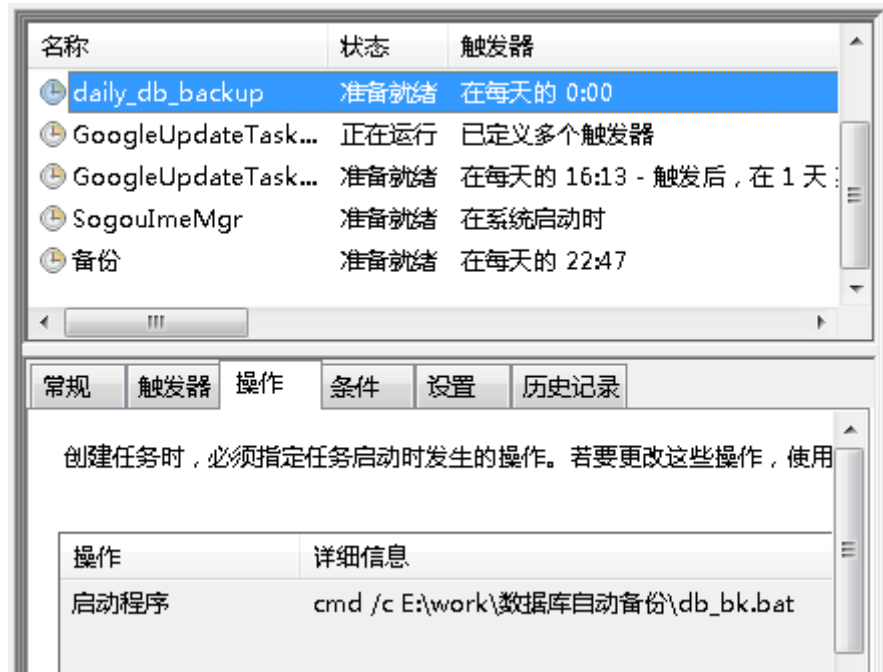 名称 状态 触发器
daily_db_backup 准备就绪 在每天的 0:00
GoogleUpdateTask... 正在运行 已定义多个触发器
GoogleUpdateTask... 准备就绪 在每天的 16:13 - 触发后，在 1 天
SogouImeMgr 准备就绪 在系统启动时
备份 准备就绪 在每天的 22:47
常规 触发器 操作 条件 设置 历史记录
创建任务时，必须指定任务启动时发生的操作。若要更改这些操作，使用
操作 详细信息
启动程序 cmd /c E:\work\数据库自动备份\db_bk.bat